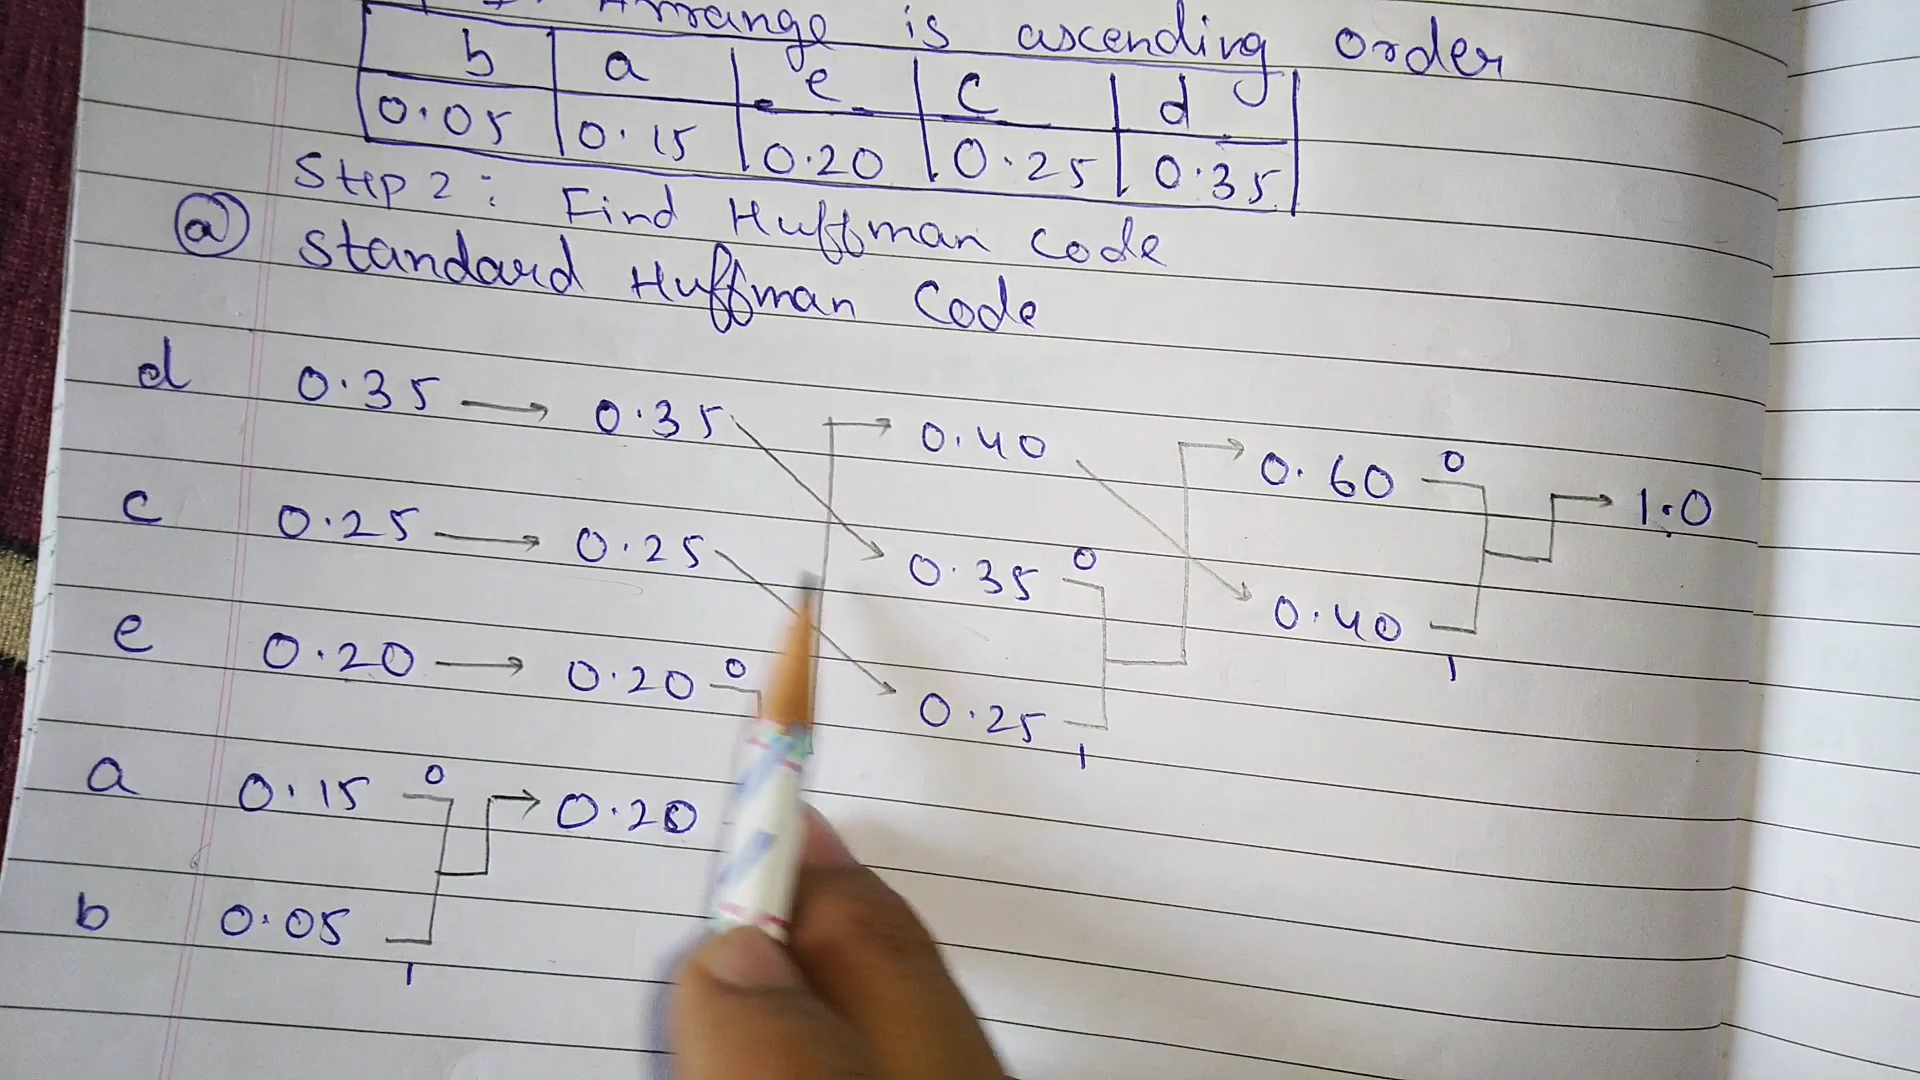 Arrange is ascending order
b a e c d
0.05 0.15 0.20 0.25 0.35
Step 2: Find Huffman code
(a) Standard Huffman Code
d 0.35 → 0.35 → 0.40 → 0.60 0 → 1.0
c 0.25 → 0.25 → 0.35 0 → 0.40 1
e 0.20 → 0.20 0 0.25 1
a 0.15 0 → 0.20
b 0.05 1